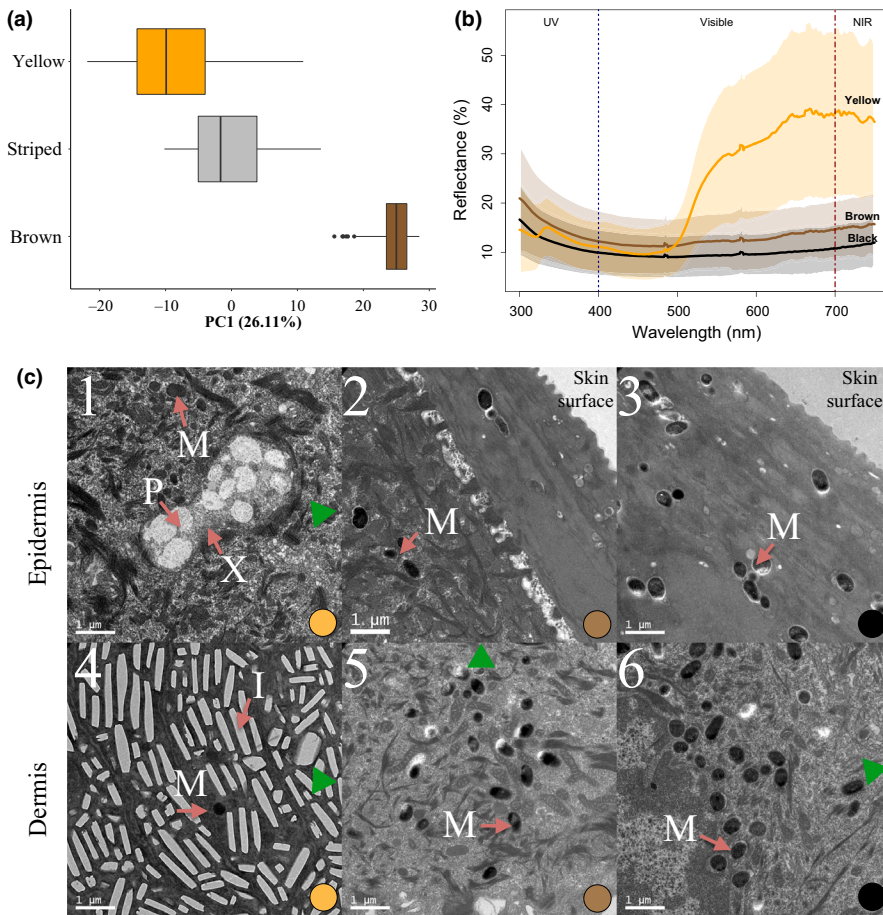 (a)
Yellow
Striped
Brown
−20 −10 0 10 20 30
PC1 (26.11%)
(b)
UV Visible NIR
50
40
30
20
10
Reflectance (%)
Yellow
Brown
Black
300 400 500 600 700
Wavelength (nm)
(c)
Epidermis
1
M
P
X
1 µm
2
Skin
surface
M
1 µm
3
Skin
surface
M
1 µm
Dermis
4
I
M
1 µm
5
M
1 µm
6
M
1 µm